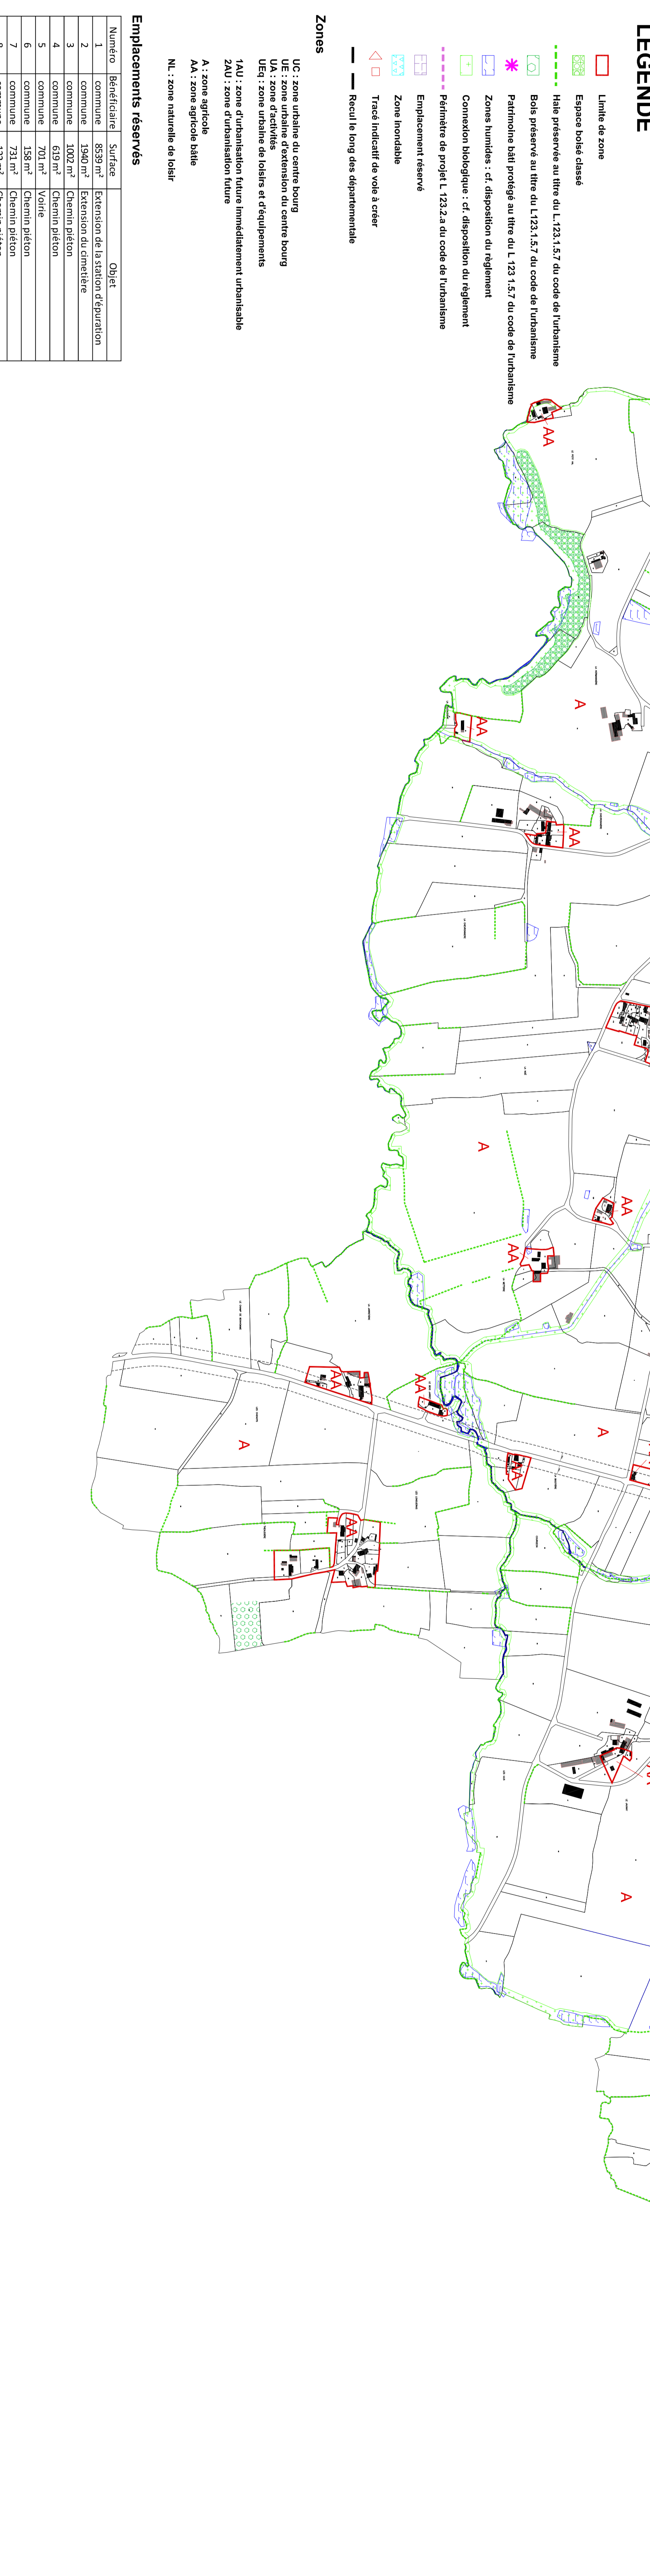 LEGENDE
Limite de zone
Espace boisé classé
Haie préservée au titre du L.123.1.5.7 du code de l'urbanisme
Bois préservé au titre du L123.1.5.7 du code de l'urbanisme
Patrimoine bâti protégé au titre du L 123 1.5.7 du code de l'urbanisme
Zones humides : cf. disposition du règlement
Connexion biologique : cf. disposition du règlement
Périmètre de projet L 123.2.a du code de l'urbanisme
Emplacement réservé
Zone inondable
Tracé indicatif de voie à créer
Recul le long des départementale
Zones
UC : zone urbaine du centre bourg
UE : zone urbaine d'extension du centre bourg
UA : zone d'activités
UEq : zone urbaine de loisirs et d'équipements
1AU : zone d'urbanisation future immédiatement urbanisable
2AU : zone d'urbanisation future
A : zone agricole
AA : zone agricole bâtie
NL : zone naturelle de loisir
Emplacements réservés
Numéro Bénéficiaire Surface Objet
1 commune 8539 m² Extension de la station d'épuration
2 commune 1940 m² Extension du cimetière
3 commune 1002 m² Chemin piéton
4 commune 619 m² Chemin piéton
5 commune 701 m² Voirie
6 commune 158 m² Chemin piéton
7 commune 731 m² Chemin piéton
8 commune Chemin piéton
AA
A
AA
AA
A
AA
AA
AA
AA
A
A
AA
A